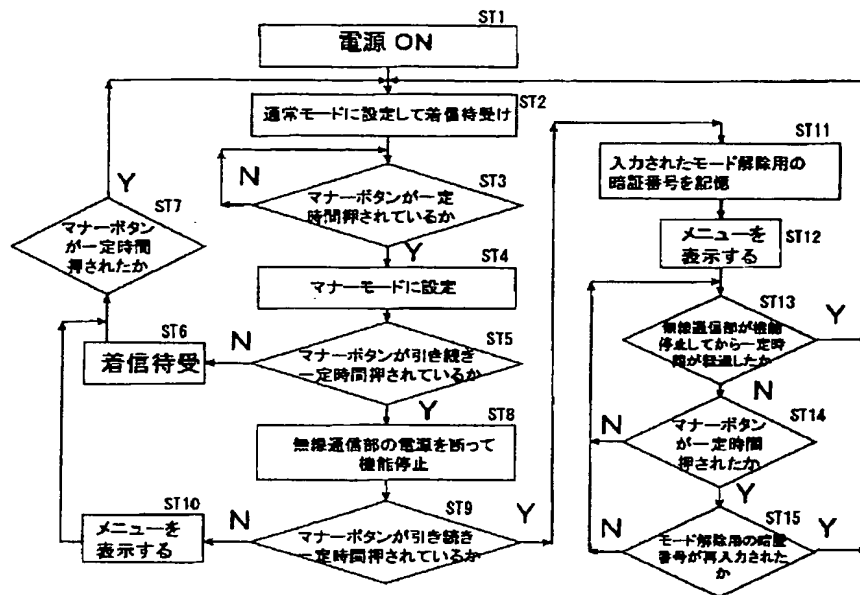 ST1
電源 ON
ST2
通常モードに設定して着信待受け
ST3
N
マナーボタンが一定
時間押されているか
Y
ST4
マナーモードに設定
ST5
N
マナーボタンが引き続き
一定時間押されているか
Y
ST6
着信待受
Y
ST7
マナーボタン
が一定時間
押されたか
ST8
無線通信部の電源を断って
機能停止
ST9
N
Y
マナーボタンが引き続き
一定時間押されているか
ST10
メニューを
表示する
ST11
入力されたモード解除用の
暗証番号を記憶
ST12
メニューを
表示する
ST13
Y
無線通信部が機能
停止してから一定時
間が経過したか
N
ST14
N
マナーボタン
が一定時間
押されたか
Y
ST15
N
Y
モード解除用の暗証
番号が再入力された
か